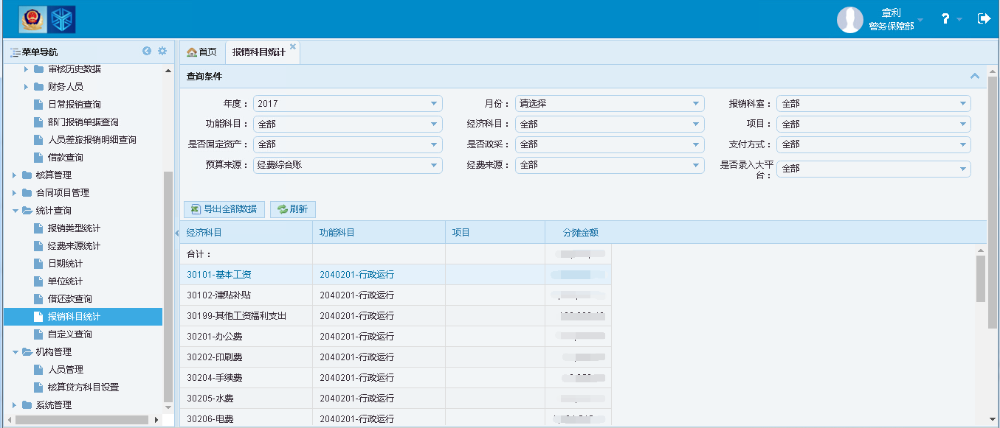 章利
警务保障部
?
菜单导航
首页
报销科目统计
审核历史数据
财务人员
日常报销查询
部门报销单据查询
人员差旅报销明细查询
借款查询
核算管理
合同项目管理
统计查询
报销类型统计
经费来源统计
日期统计
单位统计
借还款查询
报销科目统计
自定义查询
机构管理
人员管理
核算贷方科目设置
系统管理
查询条件
年度： 2017 月份： 请选择 报销科室： 全部
功能科目： 全部 经济科目： 全部 项目： 全部
是否固定资产： 全部 是否政采： 全部 支付方式： 全部
预算来源： 经费综合账 经费来源： 全部 是否录入大平台： 全部
导出全部数据 刷新
经济科目 功能科目 项目 分摊金额
合计：
30101-基本工资 2040201-行政运行
30102-津贴补贴 2040201-行政运行
30199-其他工资福利支出 2040201-行政运行
30201-办公费 2040201-行政运行
30202-印刷费 2040201-行政运行
30204-手续费 2040201-行政运行
30205-水费 2040201-行政运行
30206-电费 2040201-行政运行